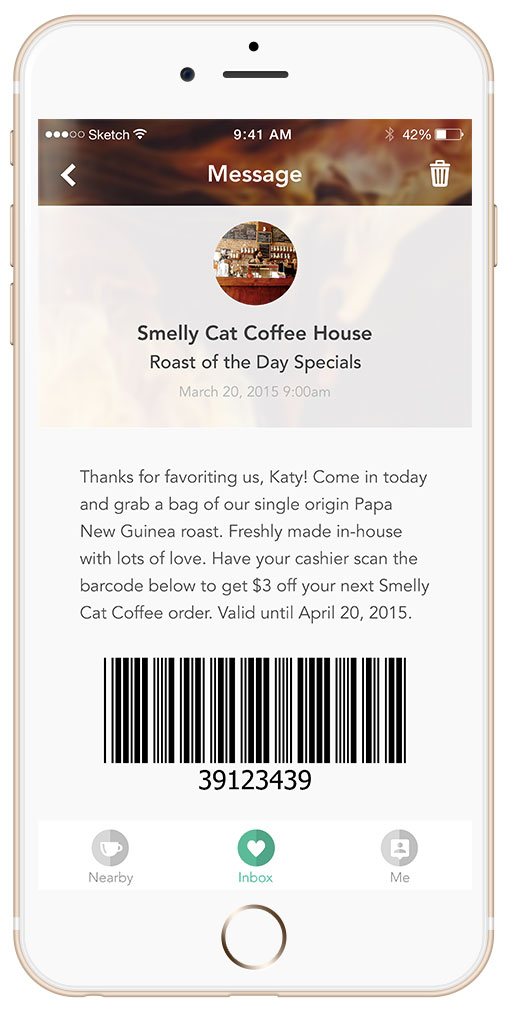 Sketch 9:41 AM 42%
Message
Smelly Cat Coffee House
Roast of the Day Specials
March 20, 2015 9:00am
Thanks for favoriting us, Katy! Come in today
and grab a bag of our single origin Papa
New Guinea roast. Freshly made in-house
with lots of love. Have your cashier scan the
barcode below to get $3 off your next Smelly
Cat Coffee order. Valid until April 20, 2015.
39123439
Nearby Inbox Me